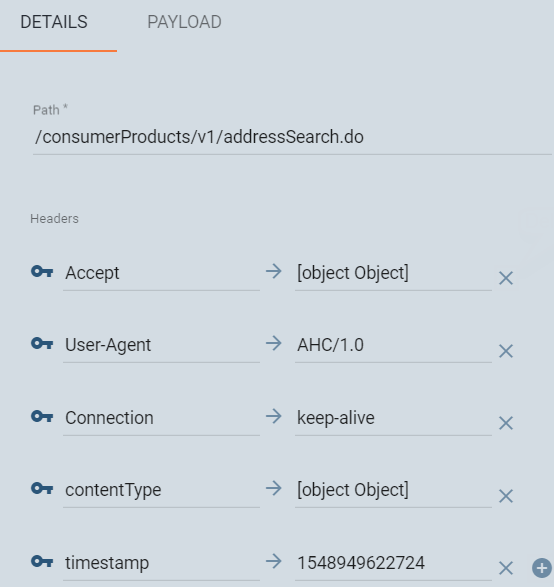 DETAILS PAYLOAD
Path *
/consumerProducts/v1/addressSearch.do
Headers
Accept [object Object]
User-Agent AHC/1.0
Connection keep-alive
contentType [object Object]
timestamp 1548949622724